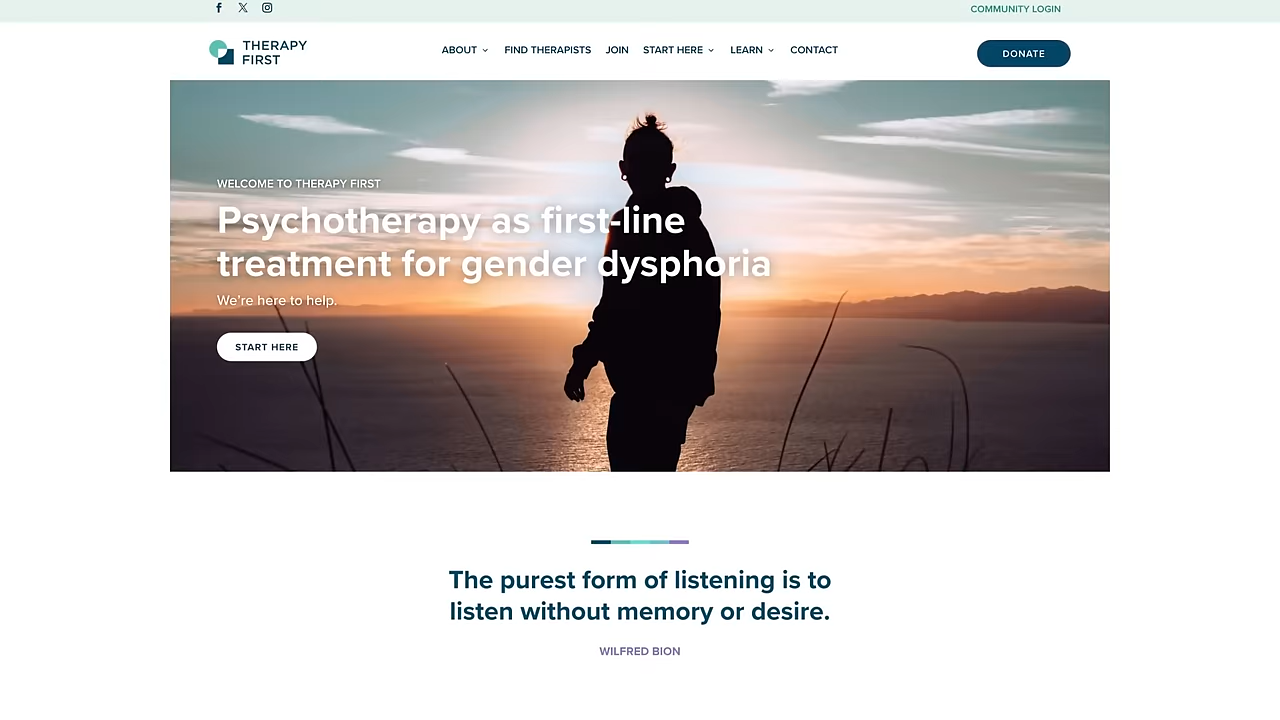 COMMUNITY LOGIN
THERAPY
FIRST
ABOUT
FIND THERAPISTS
JOIN
START HERE
LEARN
CONTACT
DONATE
WELCOME TO THERAPY FIRST
Psychotherapy as first-line
treatment for gender dysphoria
We're here to help.
START HERE
The purest form of listening is to
listen without memory or desire.
WILFRED BION